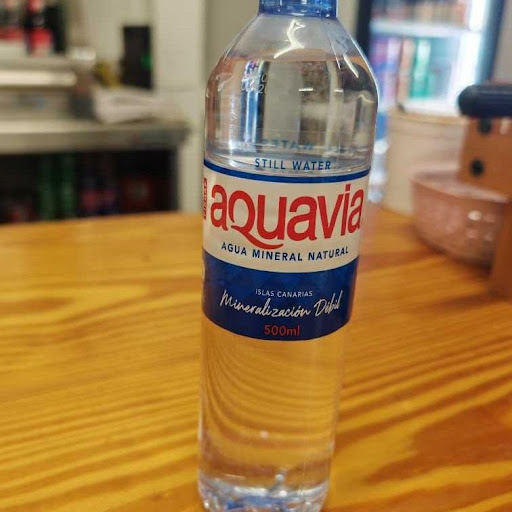 STILL WATER
aquavia
AGUA MINERAL NATURAL
ISLAS CANARIAS
Mineralización Débil
500ml